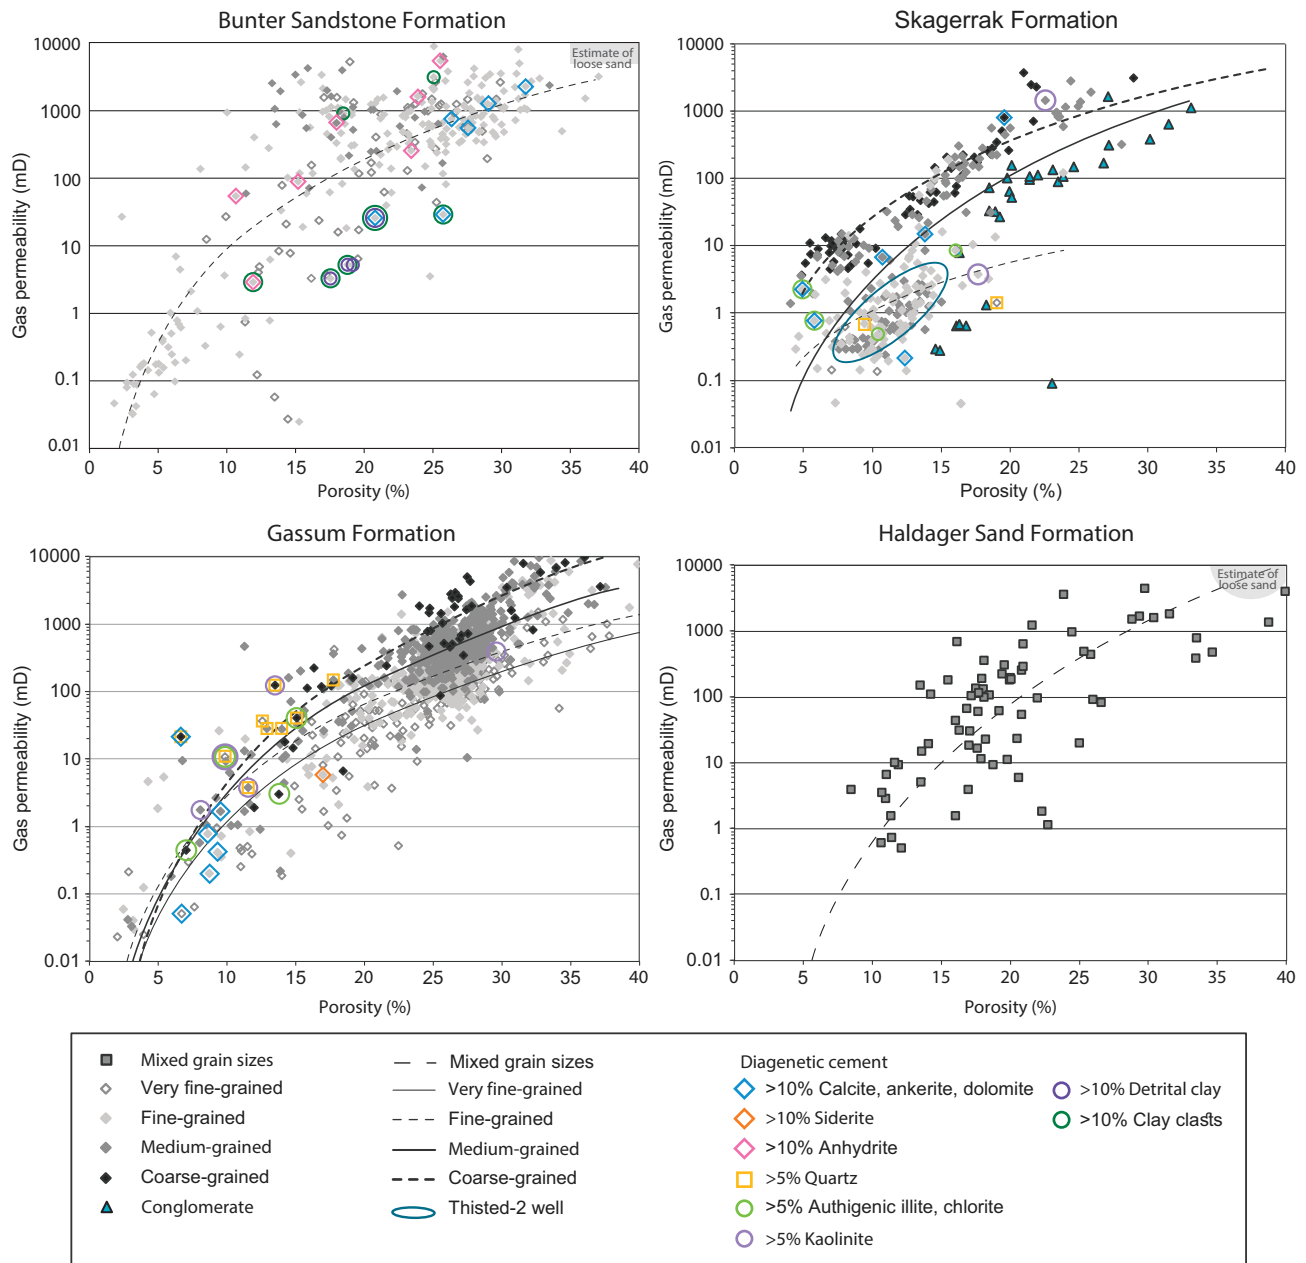 Bunter Sandstone Formation
10000
1000
100
10
1
0.1
0.01
Gas permeability (mD)
Estimate of
loose sand
0 5 10 15 20 25 30 35 40
Porosity (%)
Skagerrak Formation
10000
1000
100
10
1
0.1
0.01
Gas permeability (mD)
0 5 10 15 20 25 30 35 40
Porosity (%)
Gassum Formation
10000
1000
100
10
1
0.1
0.01
Gas permeability (mD)
0 5 10 15 20 25 30 35 40
Porosity (%)
Haldager Sand Formation
10000
1000
100
10
1
0.1
0.01
Gas permeability (mD)
Estimate of
loose sand
0 5 10 15 20 25 30 35 40
Porosity (%)
Mixed grain sizes
Very fine-grained
Fine-grained
Medium-grained
Coarse-grained
Conglomerate
Mixed grain sizes
Very fine-grained
Fine-grained
Medium-grained
Coarse-grained
Thisted-2 well
Diagenetic cement
>10% Calcite, ankerite, dolomite
>10% Siderite
>10% Anhydrite
>5% Quartz
>5% Authigenic illite, chlorite
>5% Kaolinite
>10% Detrital clay
>10% Clay clasts